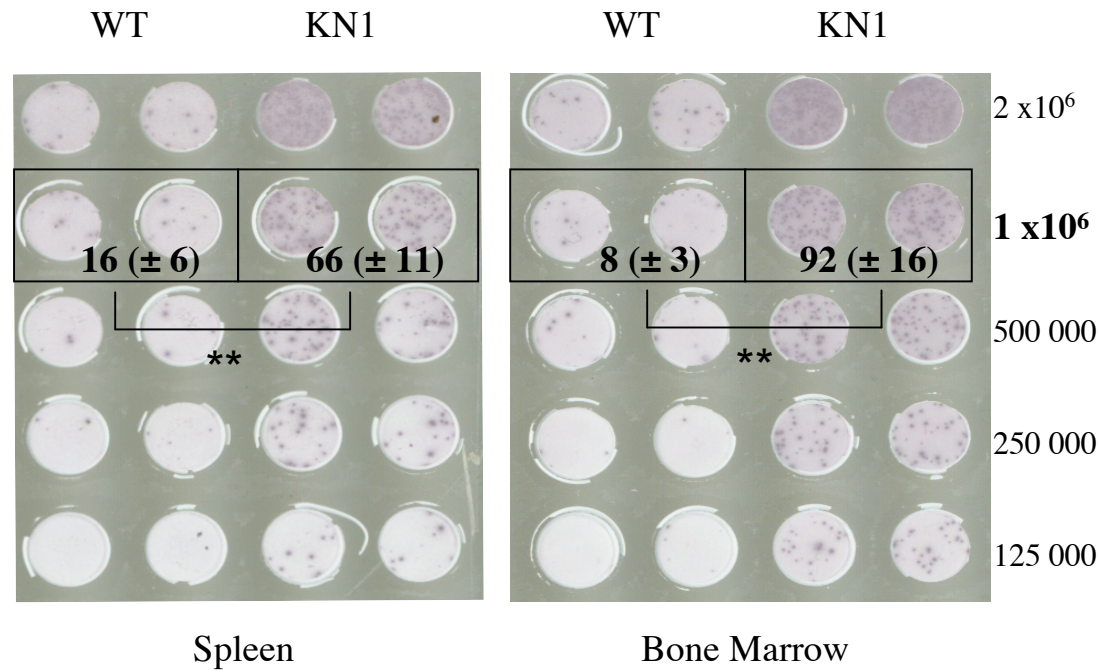 WT KN1 WT KN1
2 x10⁶
1 x10⁶
16 (± 6) 66 (± 11) 8 (± 3) 92 (± 16)
500 000
** **
250 000
125 000
Spleen Bone Marrow